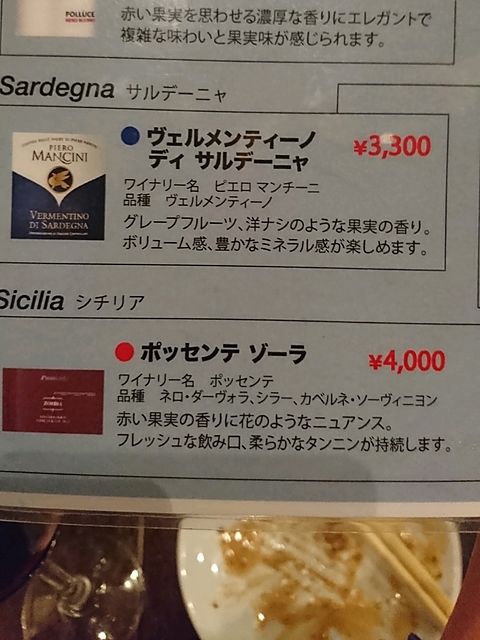 POLLUCE
赤い果実を思わせる濃厚な香りにエレガントで
複雑な味わいと果実味が感じられます。
Sardegna サルデーニャ
PIERO
MANCINI
VERMENTINO
DI SARDEGNA
ヴェルメンティーノ
ディ サルデーニャ
¥3,300
ワイナリー名 ピエロ マンチーニ
品種 ヴェルメンティーノ
グレープフルーツ、洋ナシのような果実の香り。
ボリューム感、豊かなミネラル感が楽しめます。
Sicilia シチリア
ポッセンテ ゾーラ
¥4,000
ワイナリー名 ポッセンテ
品種 ネロ・ダーヴォラ、シラー、カベルネ・ソーヴィニヨン
赤い果実の香りに花のようなニュアンス。
フレッシュな飲み口、柔らかなタンニンが持続します。